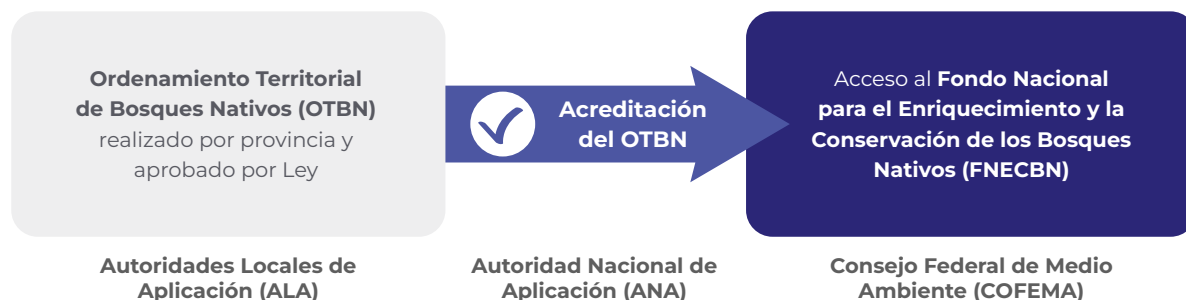 Ordenamiento Territorial
de Bosques Nativos (OTBN)
realizado por provincia y
aprobado por Ley
Acreditación
del OTBN
Acceso al Fondo Nacional
para el Enriquecimiento y la
Conservación de los Bosques
Nativos (FNECBN)
Autoridades Locales de
Aplicación (ALA)
Autoridad Nacional de
Aplicación (ANA)
Consejo Federal de Medio
Ambiente (COFEMA)